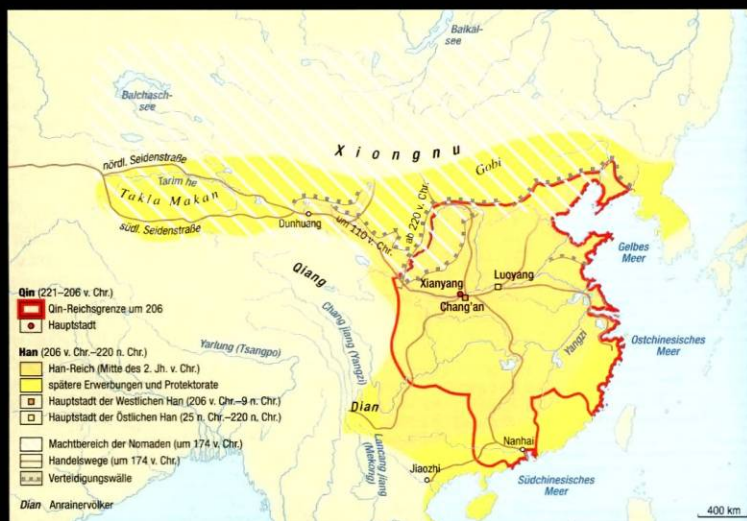 Baikal-
see
Balchasch-
see
Xiongnu
Gobi
nördl. Seidenstraße
Tarim he
Takla Makan
südl. Seidenstraße
Dunhuang
um 110 v. Chr.
ab 220 v. Chr.
Gelbes
Meer
Qiang
Xianyang
Luoyang
Chang'an
Chang jiang (Yangzi)
Yangzi
Ostchinesisches
Meer
Yarlung (Tsangpo)
Dian
Lancang jiang
(Mekong)
Jiaozhi
Nanhai
Südchinesisches
Meer
400 km
Qin (221–206 v. Chr.)
Qin-Reichsgrenze um 206
Hauptstadt
Han (206 v. Chr.–220 n. Chr.)
Han-Reich (Mitte des 2. Jh. v. Chr.)
spätere Erwerbungen und Protektorate
Hauptstadt der Westlichen Han (206 v. Chr.–9 n. Chr.)
Hauptstadt der Östlichen Han (25 n. Chr.–220 n. Chr.)
Machtbereich der Nomaden (um 174 v. Chr.)
Handelswege (um 174 v. Chr.)
Verteidigungswälle
Dian Anrainervölker